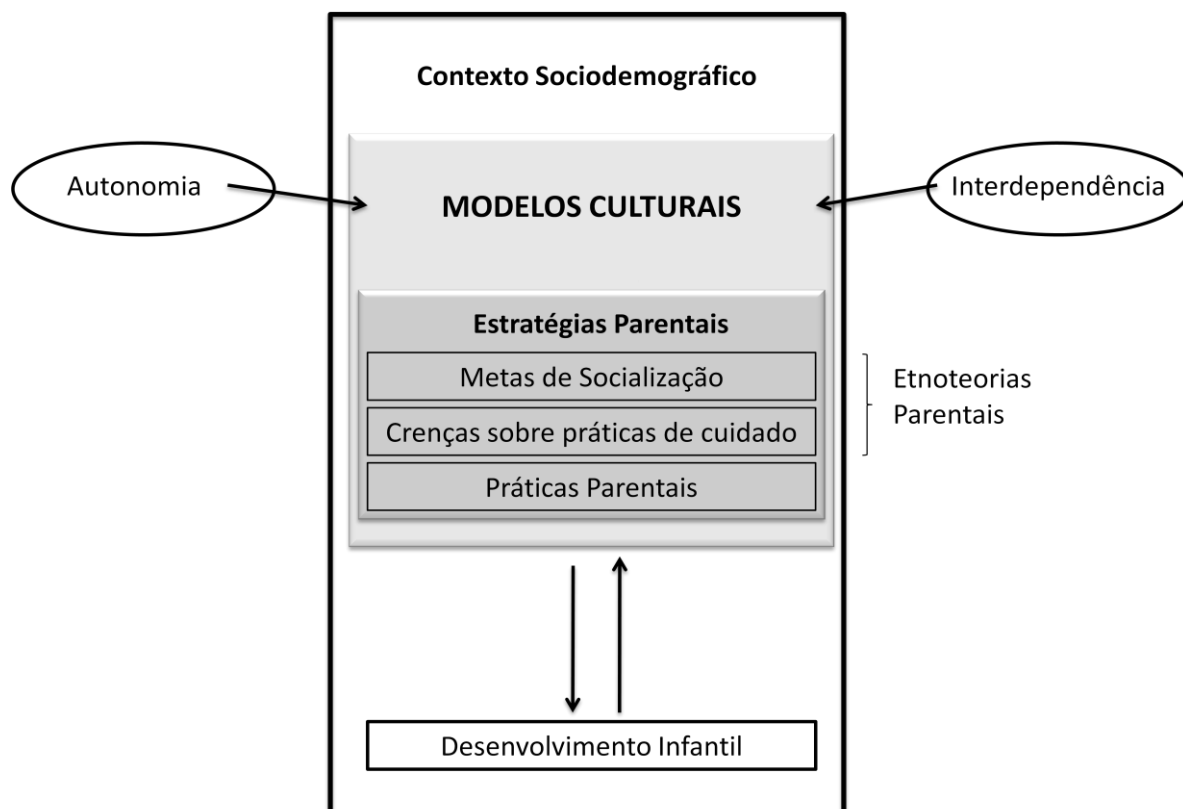 Contexto Sociodemográfico
Autonomia
Interdependência
MODELOS CULTURAIS
Estratégias Parentais
Metas de Socialização
Crenças sobre práticas de cuidado
Práticas Parentais
Etnoteorias
Parentais
Desenvolvimento Infantil